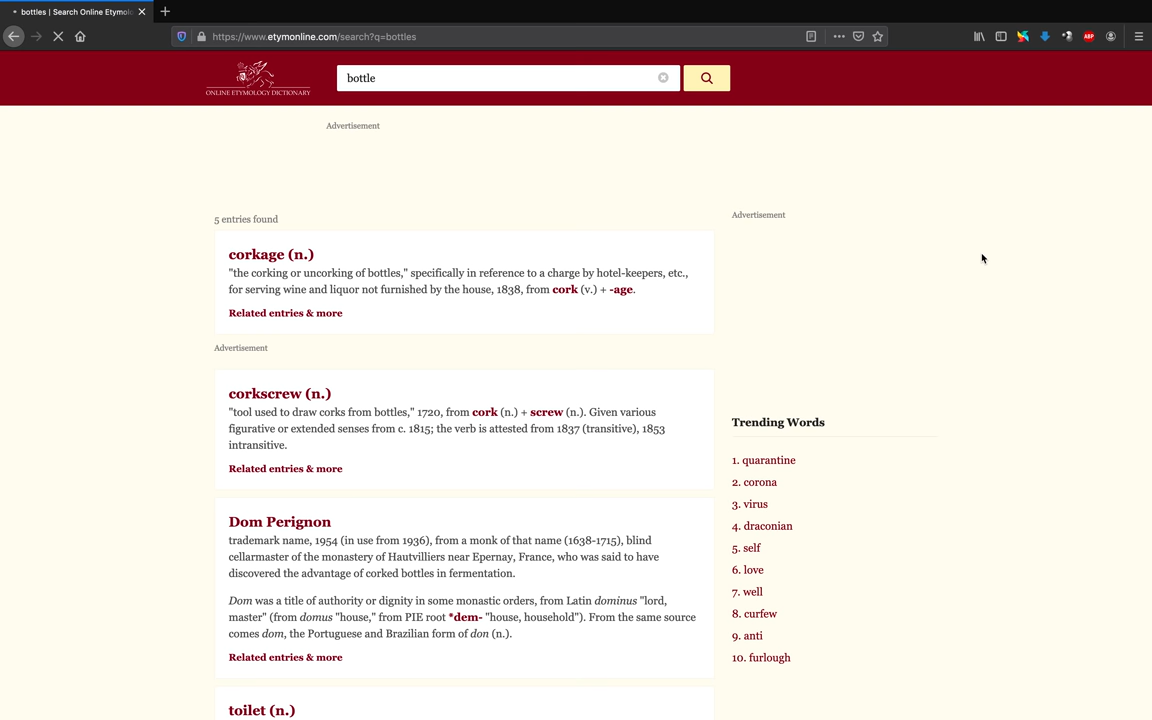 bottles | Search Online Etymolo
https://www.etymonline.com/search?q=bottles
ABP
ONLINE ETYMOLOGY DICTIONARY
bottle
Advertisement
5 entries found
corkage (n.)
"the corking or uncorking of bottles," specifically in reference to a charge by hotel-keepers, etc.,
for serving wine and liquor not furnished by the house, 1838, from cork (v.) + -age.
Related entries & more
Advertisement
corkscrew (n.)
"tool used to draw corks from bottles," 1720, from cork (n.) + screw (n.). Given various
figurative or extended senses from c. 1815; the verb is attested from 1837 (transitive), 1853
intransitive.
Related entries & more
Dom Perignon
trademark name, 1954 (in use from 1936), from a monk of that name (1638-1715), blind
cellarmaster of the monastery of Hautvilliers near Epernay, France, who was said to have
discovered the advantage of corked bottles in fermentation.
Dom was a title of authority or dignity in some monastic orders, from Latin dominus "lord,
master" (from domus "house," from PIE root *dem- "house, household"). From the same source
comes dom, the Portuguese and Brazilian form of don (n.).
Related entries & more
toilet (n.)
Advertisement
Trending Words
1. quarantine
2. corona
3. virus
4. draconian
5. self
6. love
7. well
8. curfew
9. anti
10. furlough